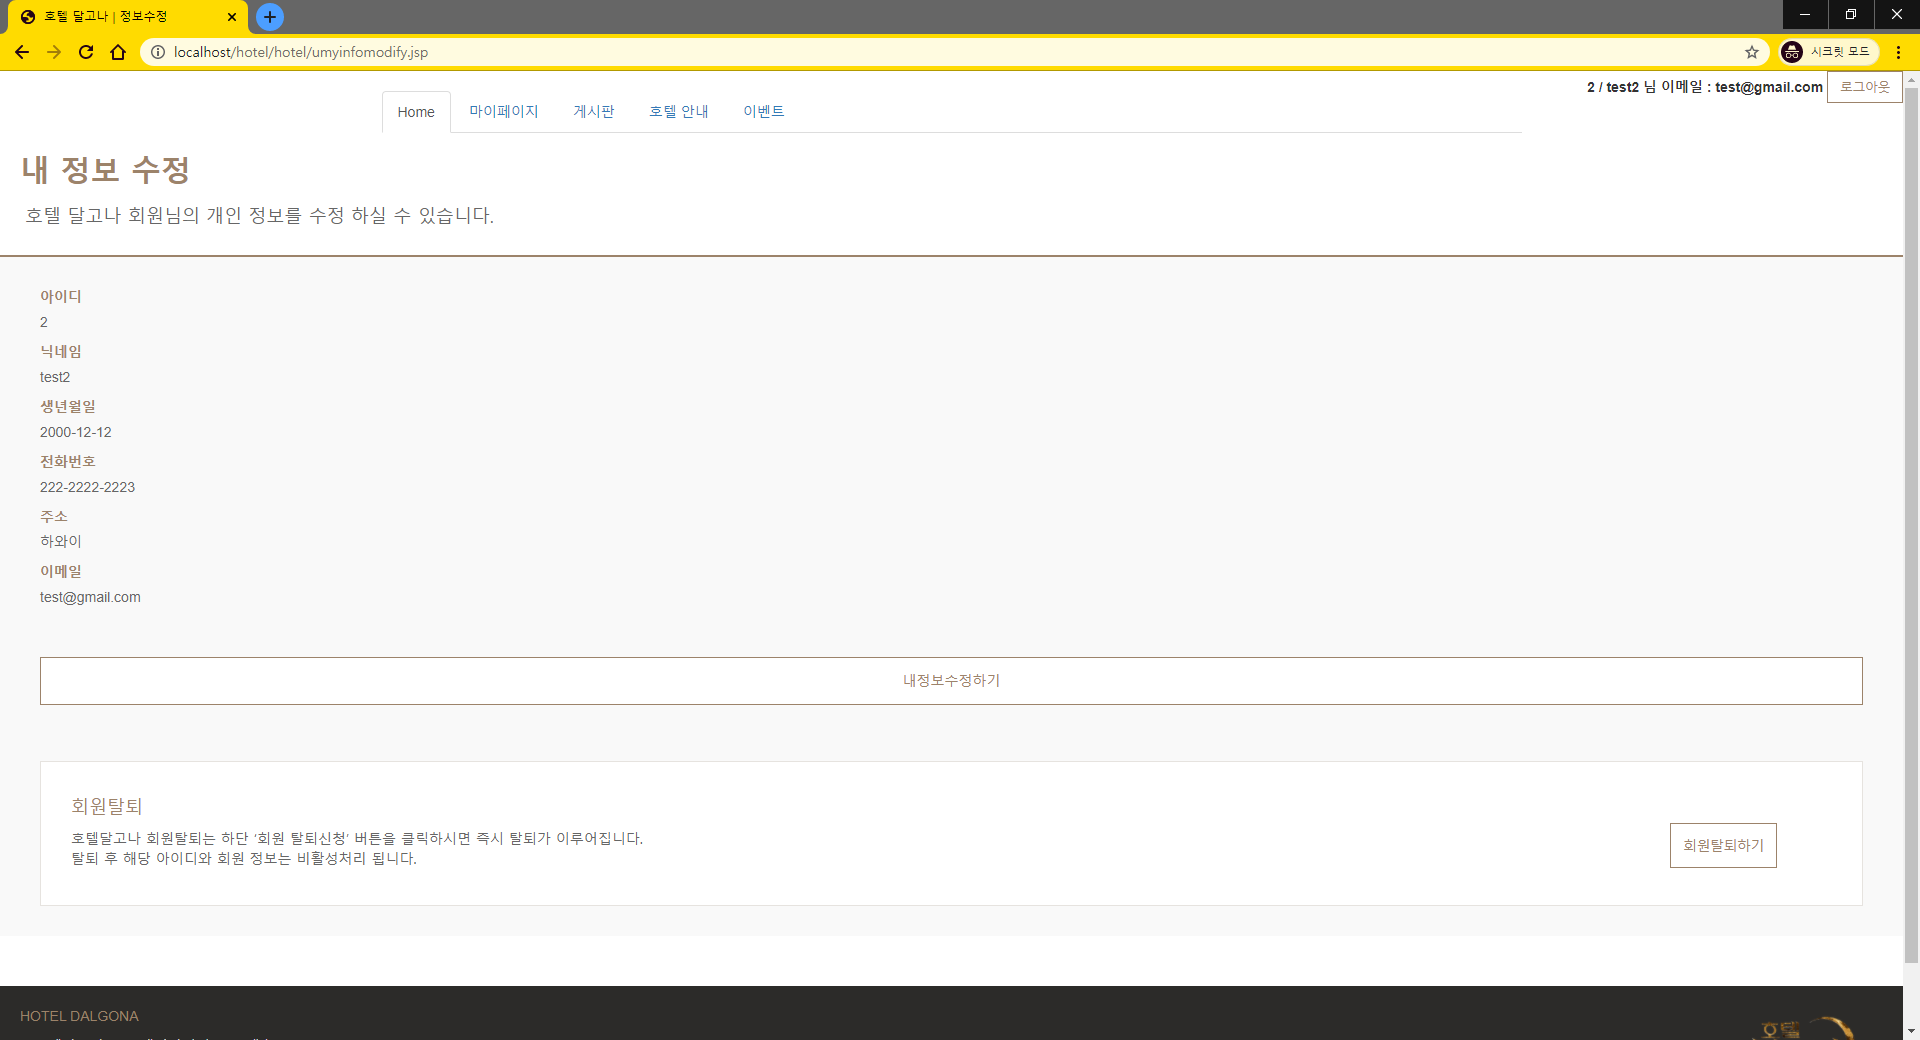 호텔 달고나 | 정보수정
localhost/hotel/hotel/umyinfomodify.jsp
시크릿 모드
2 / test2 님 이메일 : test@gmail.com
로그아웃
Home
마이페이지
게시판
호텔 안내
이벤트
내 정보 수정
호텔 달고나 회원님의 개인 정보를 수정 하실 수 있습니다.
아이디
2
닉네임
test2
생년월일
2000-12-12
전화번호
222-2222-2223
주소
하와이
이메일
test@gmail.com
내정보수정하기
회원탈퇴
호텔달고나 회원탈퇴는 하단 '회원 탈퇴신청' 버튼을 클릭하시면 즉시 탈퇴가 이루어집니다.
탈퇴 후 해당 아이디와 회원 정보는 비활성처리 됩니다.
회원탈퇴하기
HOTEL DALGONA
호텔